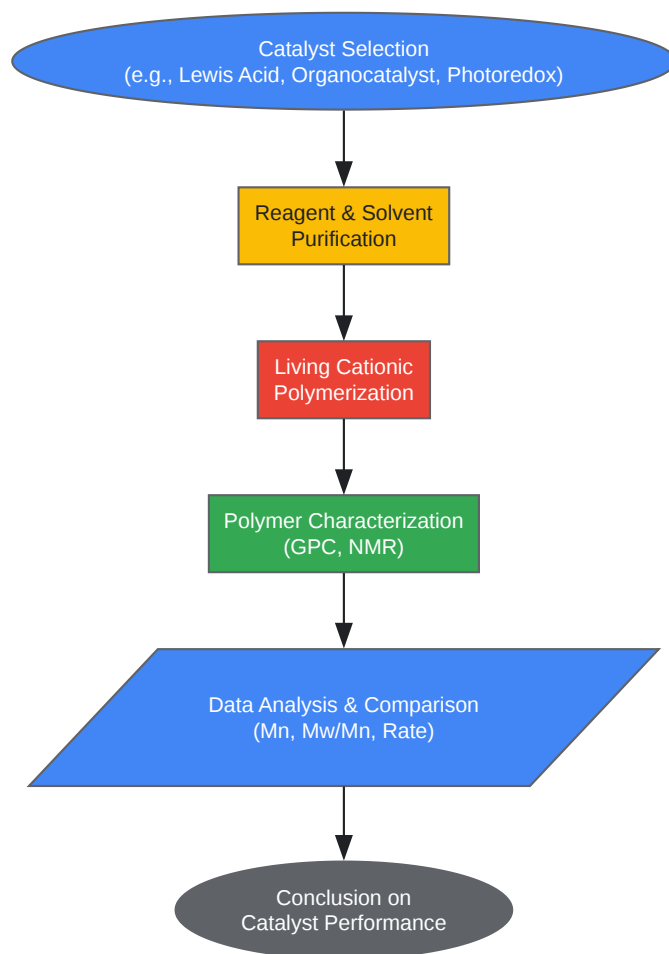 Catalyst Selection
(e.g., Lewis Acid, Organocatalyst, Photoredox)
Reagent & Solvent
Purification
Living Cationic
Polymerization
Polymer Characterization
(GPC, NMR)
Data Analysis & Comparison
(Mn, Mw/Mn, Rate)
Conclusion on
Catalyst Performance